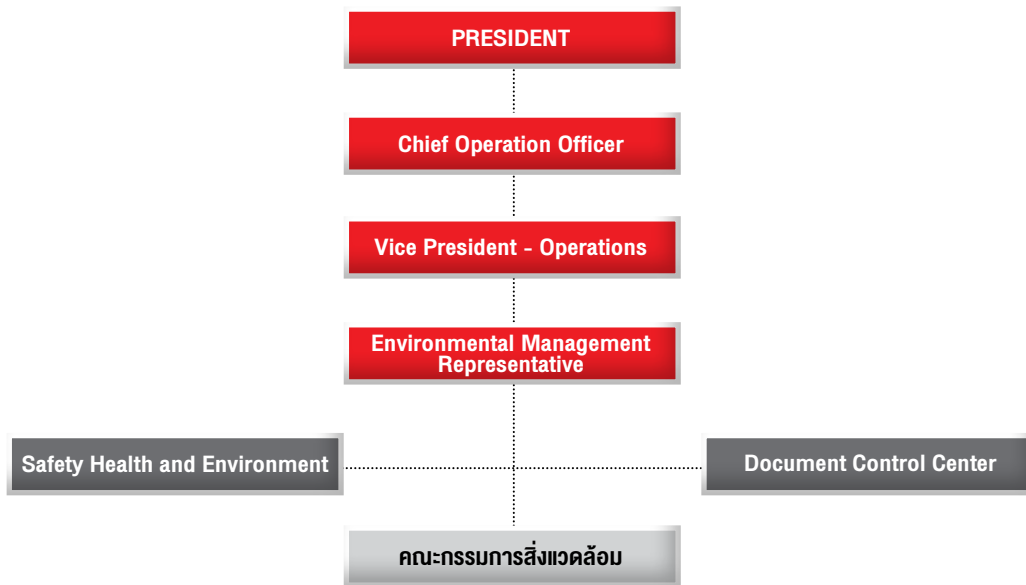 PRESIDENT
Chief Operation Officer
Vice President - Operations
Environmental Management
Representative
Safety Health and Environment
Document Control Center
คณะกรรมการสิ่งแวดล้อม